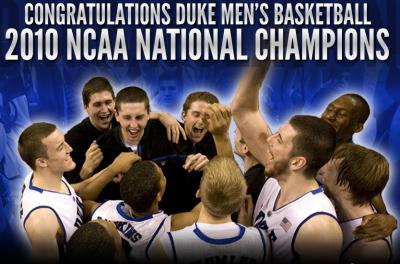 CONGRATULATIONS DUKE MEN'S BASKETBALL
2010 NCAA NATIONAL CHAMPIONS